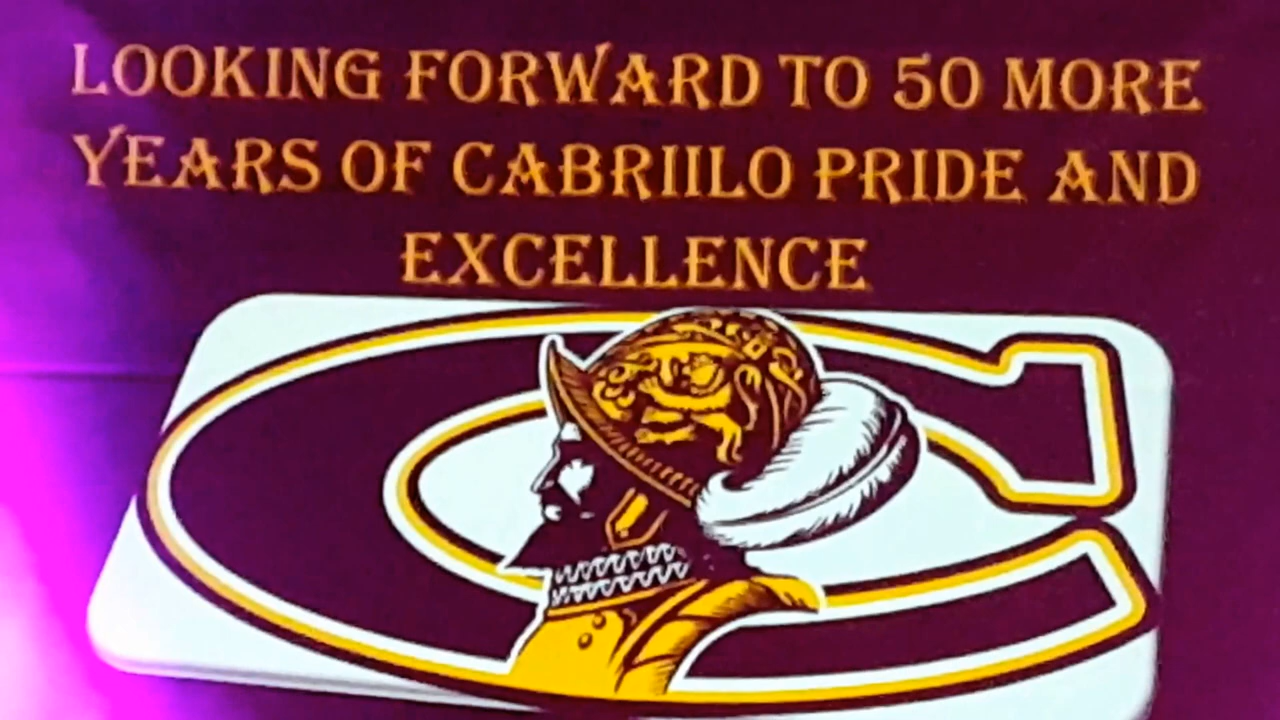 LOOKING FORWARD TO 50 MORE
YEARS OF CABRIILO PRIDE AND
EXCELLENCE